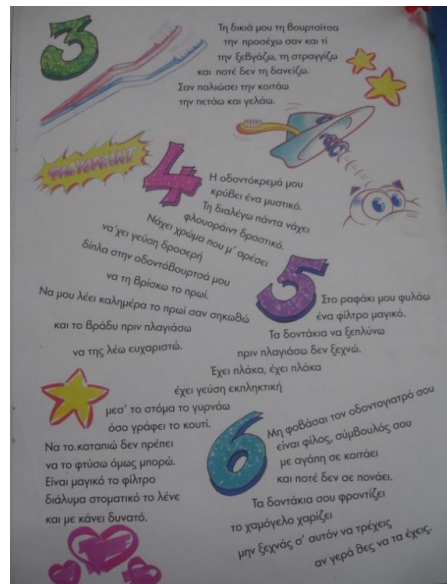 3
Τη δικιά μου τη βουρτσίτσα
την προσέχω σαν και τί
την ξεβγάζω, τη στραγγίζω
και ποτέ δεν τη δανείζω.
Σαν παλιώσει την κοιτάω
την πετάω και γελάω.
4
Η οδοντόκρεμά μου
κρύβει ένα μυστικό.
Τη διαλέγω πάντα νάχει
φλουοράιντ δραστικό.
Νάχει χρώμα που μ' αρέσει
να 'χει γεύση δροσερή
δίπλα στην οδοντόβουρτσά μου
να τη βρίσκω το πρωί.
Να μου λέει καλημέρα το πρωί σαν σηκωθώ
και το βράδυ πριν πλαγιάσω
να της λέω ευχαριστώ.
5
Στο ραφάκι μου φυλάω
ένα φίλτρο μαγικό.
Τα δοντάκια να ξεπλύνω
πριν πλαγιάσω δεν ξεχνώ.
Έχει πλάκα, έχει πλάκα
έχει γεύση εκπληκτική
μεσ' το στόμα το γυρνάω
όσο γράφει το κουτί.
Να το καταπιώ δεν πρέπει
να το φτύσω όμως μπορώ.
Είναι μαγικό το φίλτρο
διάλυμα στοματικό το λένε
και με κάνει δυνατό.
6
Μη φοβάσαι τον οδοντογιατρό σου
είναι φίλος, σύμβουλός σου
με αγάπη σε κοιτάει
και ποτέ δεν σε πονάει.
Τα δοντάκια σου φροντίζει
το χαμόγελο χαρίζει
μην ξεχνάς σ' αυτόν να τρέχεις
αν γερά θες να τα έχεις.